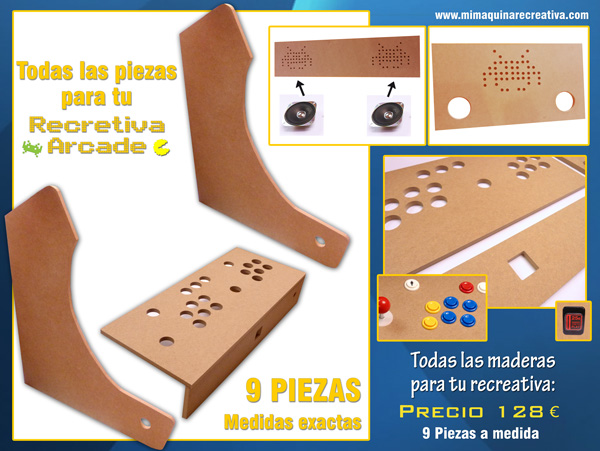 www.mimaquinarecreativa.com
Todas las piezas
para tu
Recretiva
Arcade
9 PIEZAS
Medidas exactas
Todas las maderas
para tu recreativa:
PRECIO 128 €
9 Piezas a medida